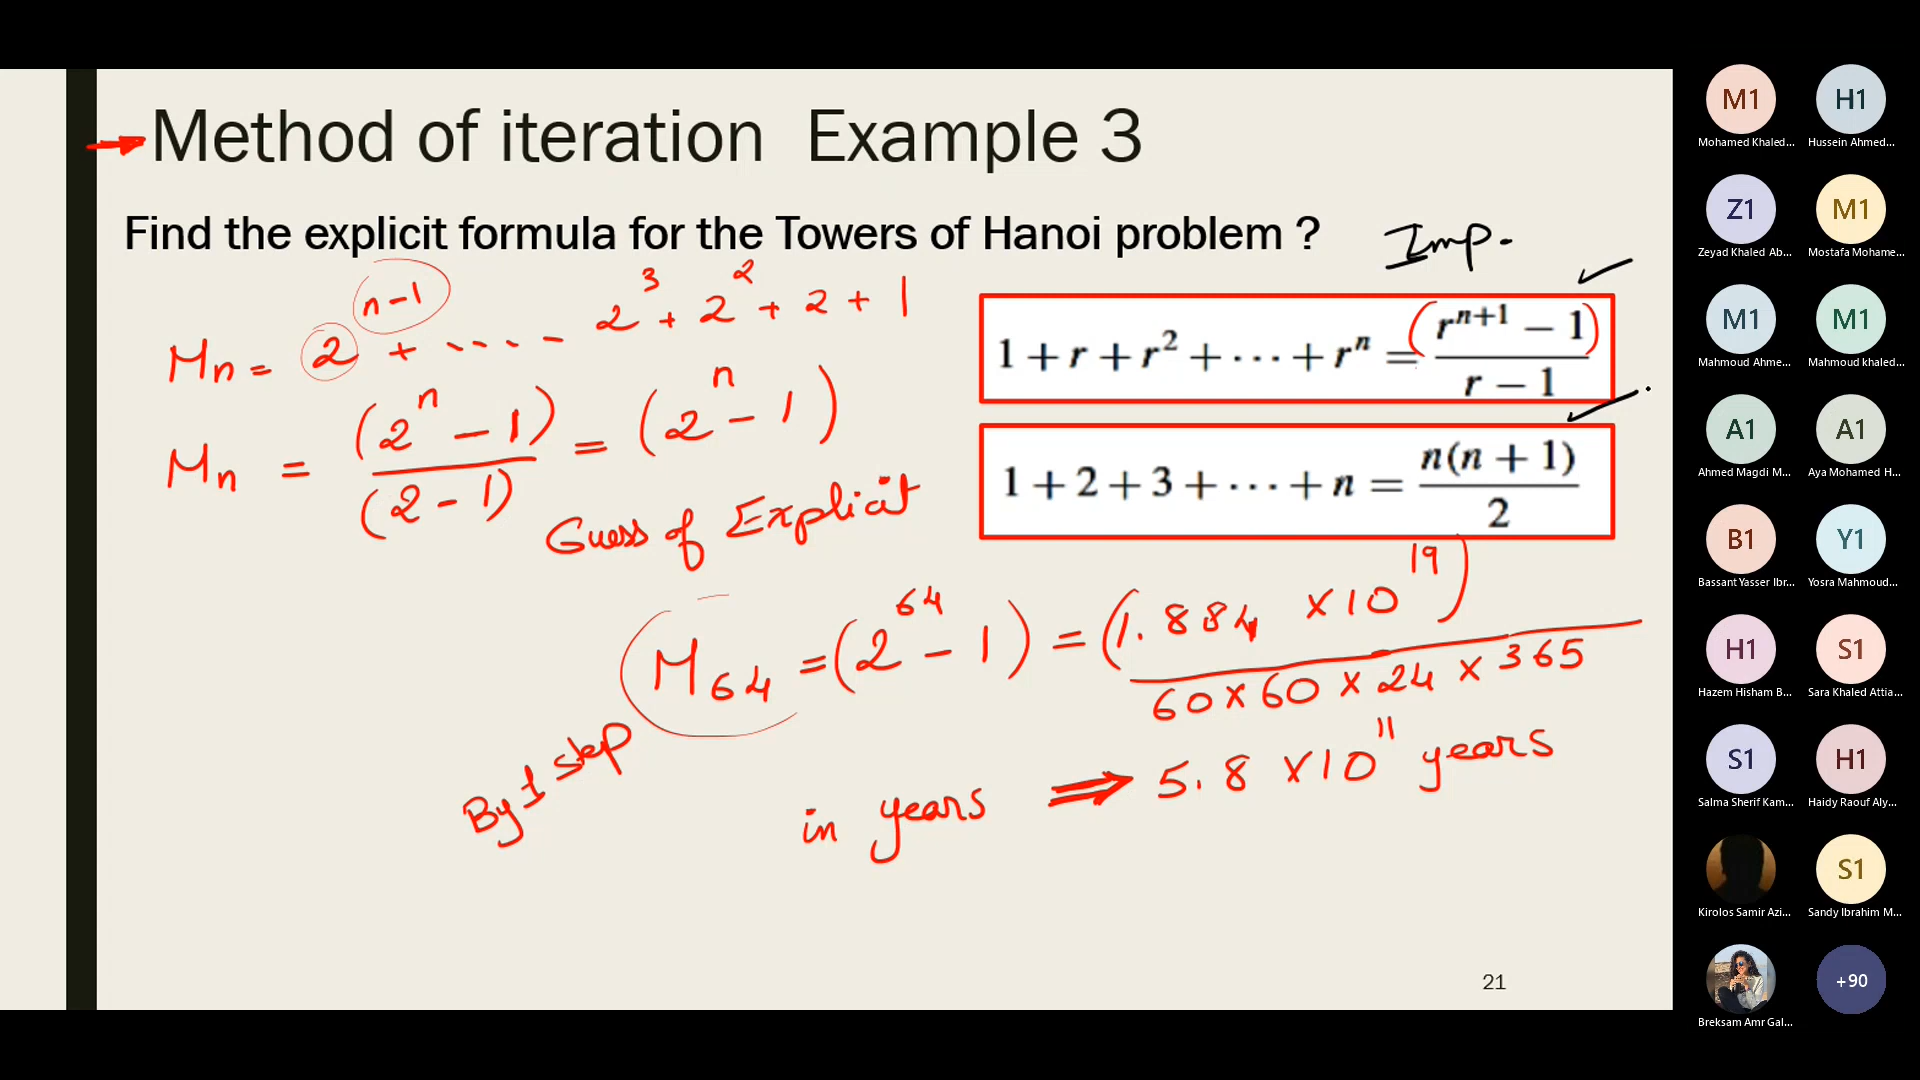 Method of iteration Example 3
Find the explicit formula for the Towers of Hanoi problem ?
Imp.
Mn = 2^(n-1) + ---- 2^3 + 2^2 + 2 + 1
Mn = (2^n - 1)/(2 - 1) = (2^n - 1)
Guess of Explicit
1 + r + r² + ⋯ + rⁿ = (rⁿ⁺¹ − 1)/(r − 1)
1 + 2 + 3 + ⋯ + n = n(n + 1)/2
M64 = (2^64 - 1) = (1.884 × 10^19)/(60 × 60 × 24 × 365)
By 1 step
in years ⟹ 5.8 × 10^11 years
21
M1
H1
Mohamed Khaled...
Hussein Ahmed...
Z1
M1
Zeyad Khaled Ab...
Mostafa Mohame...
M1
M1
Mahmoud Ahme...
Mahmoud khaled...
A1
A1
Ahmed Magdi M...
Aya Mohamed H...
B1
Y1
Bassant Yasser Ibr...
Yosra Mahmoud...
H1
S1
Hazem Hisham B...
Sara Khaled Attia...
S1
H1
Salma Sherif Kam...
Haidy Raouf Aly...
S1
Kirolos Samir Azi...
Sandy Ibrahim M...
+90
Breksam Amr Gal...